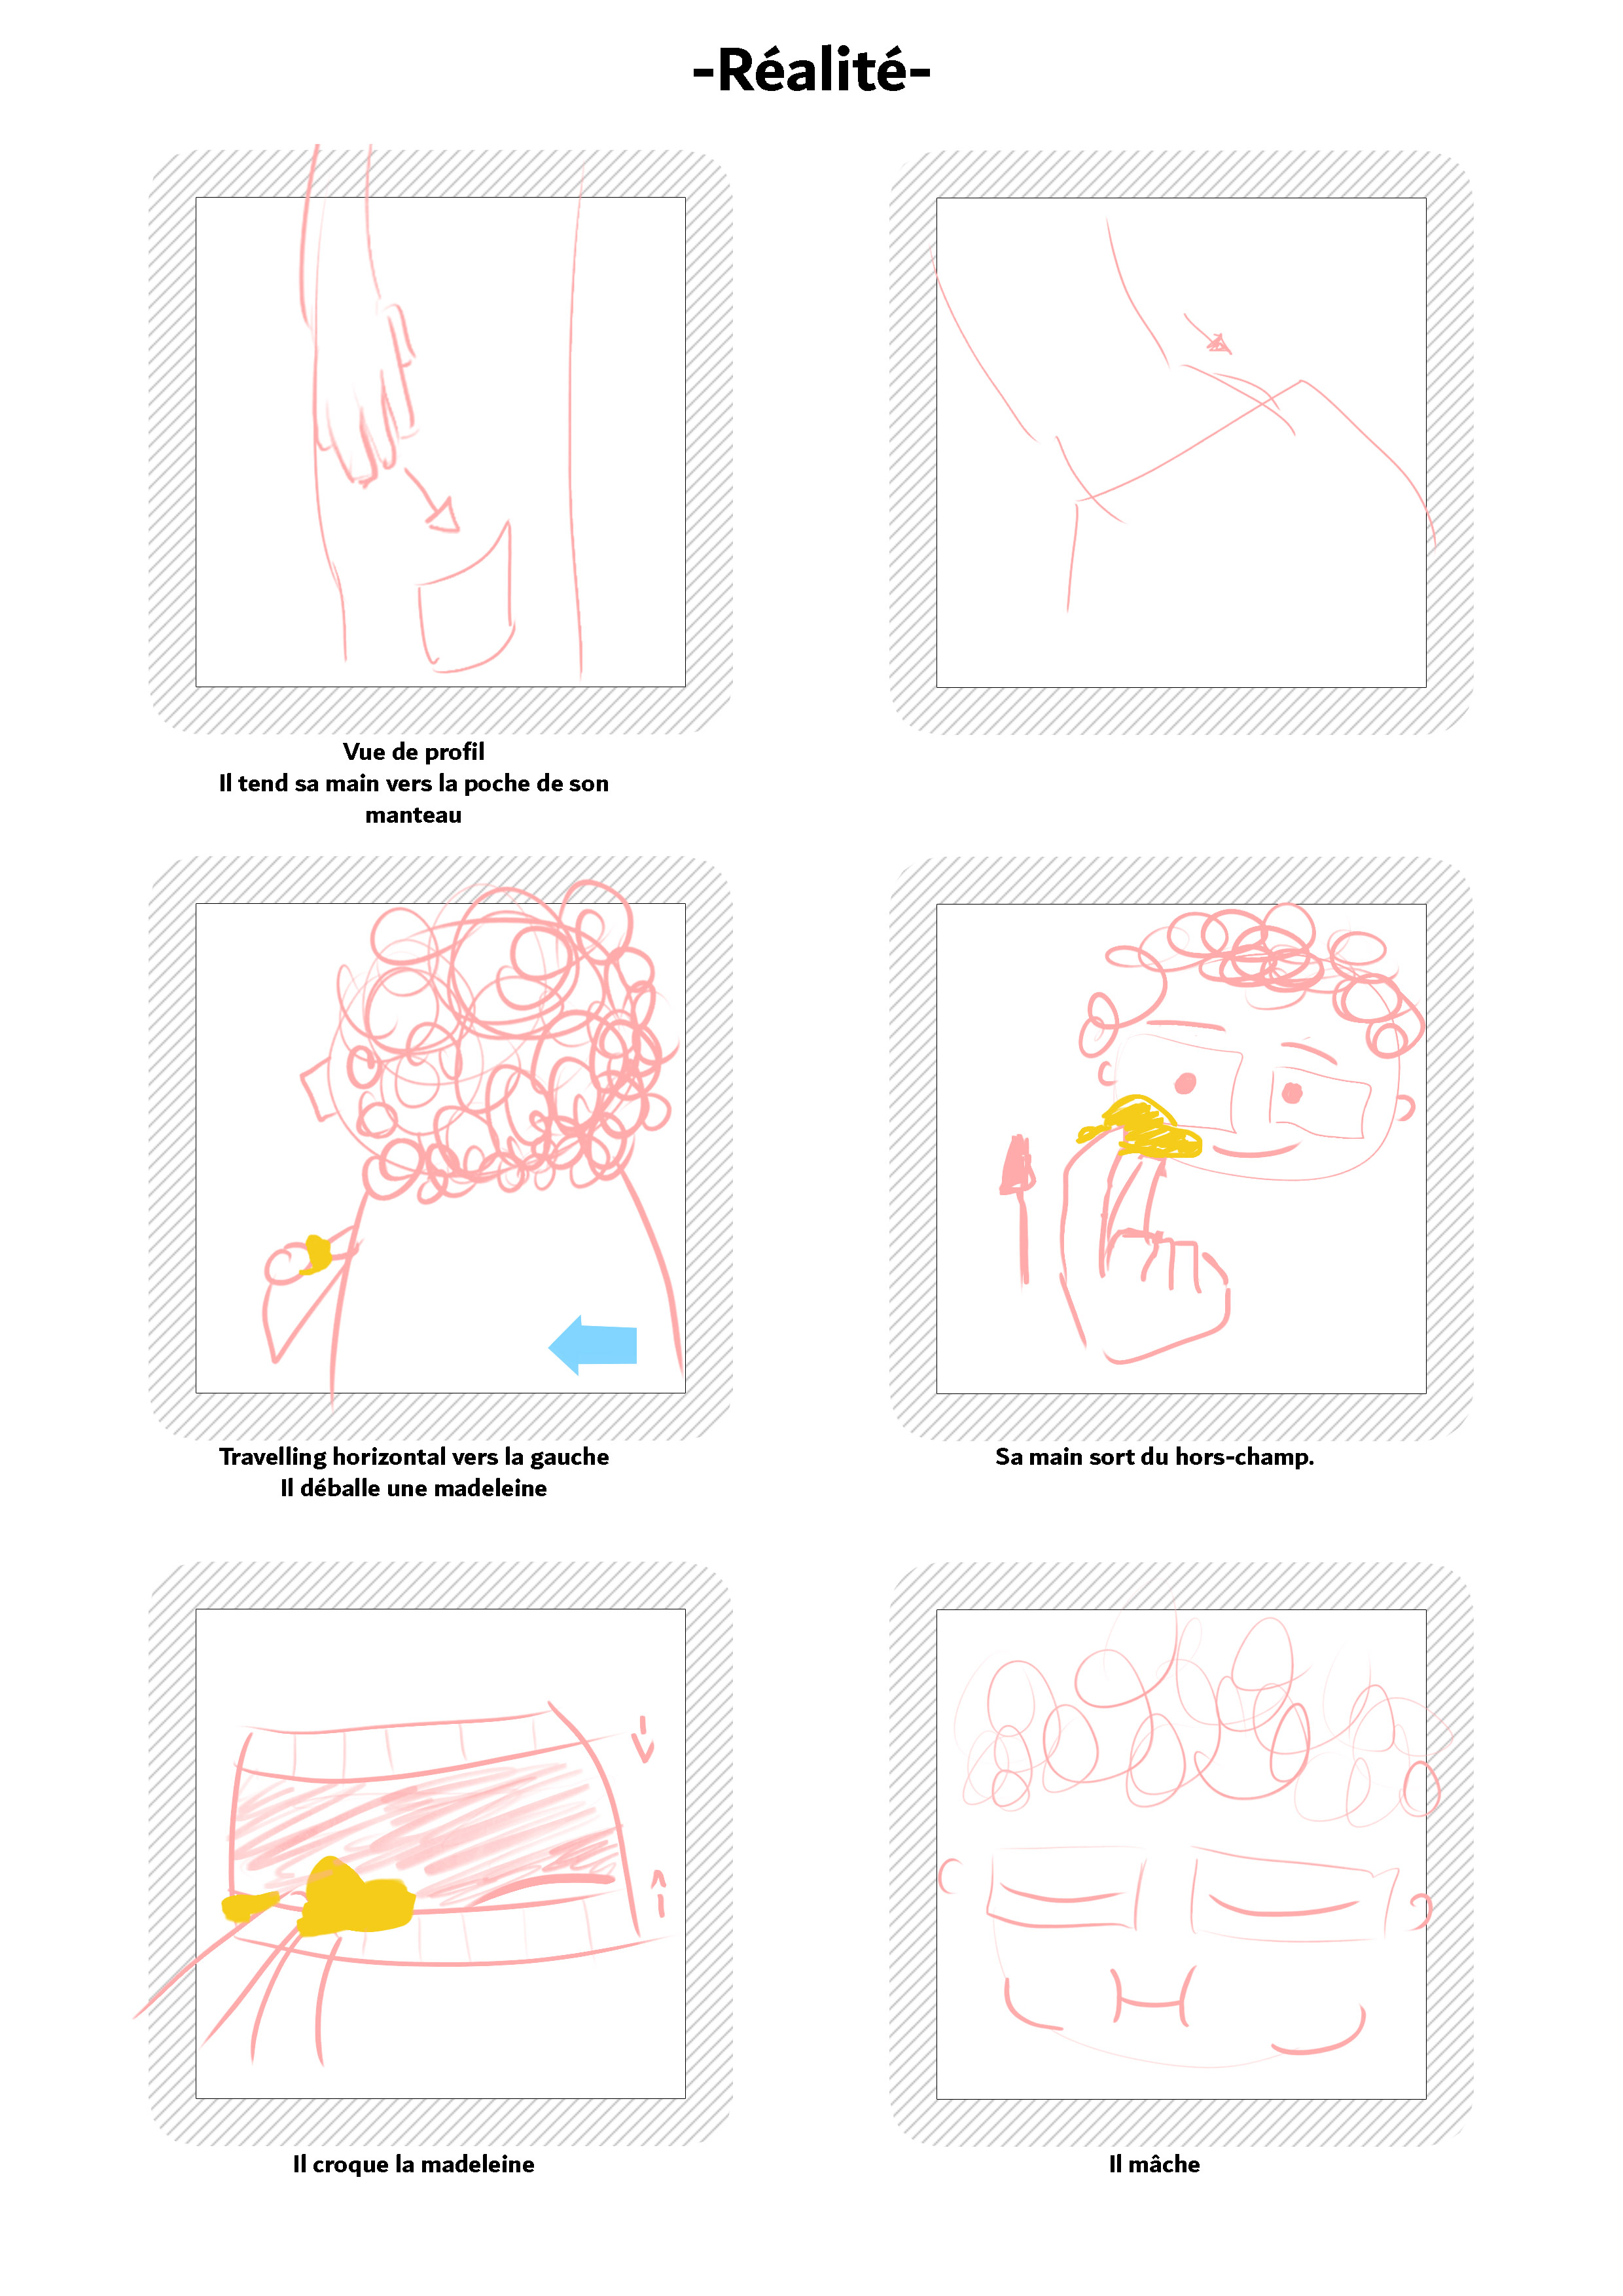 -Réalité-
Vue de profil
Il tend sa main vers la poche de son
manteau
Travelling horizontal vers la gauche
Il déballe une madeleine
Sa main sort du hors-champ.
Il croque la madeleine
Il mâche